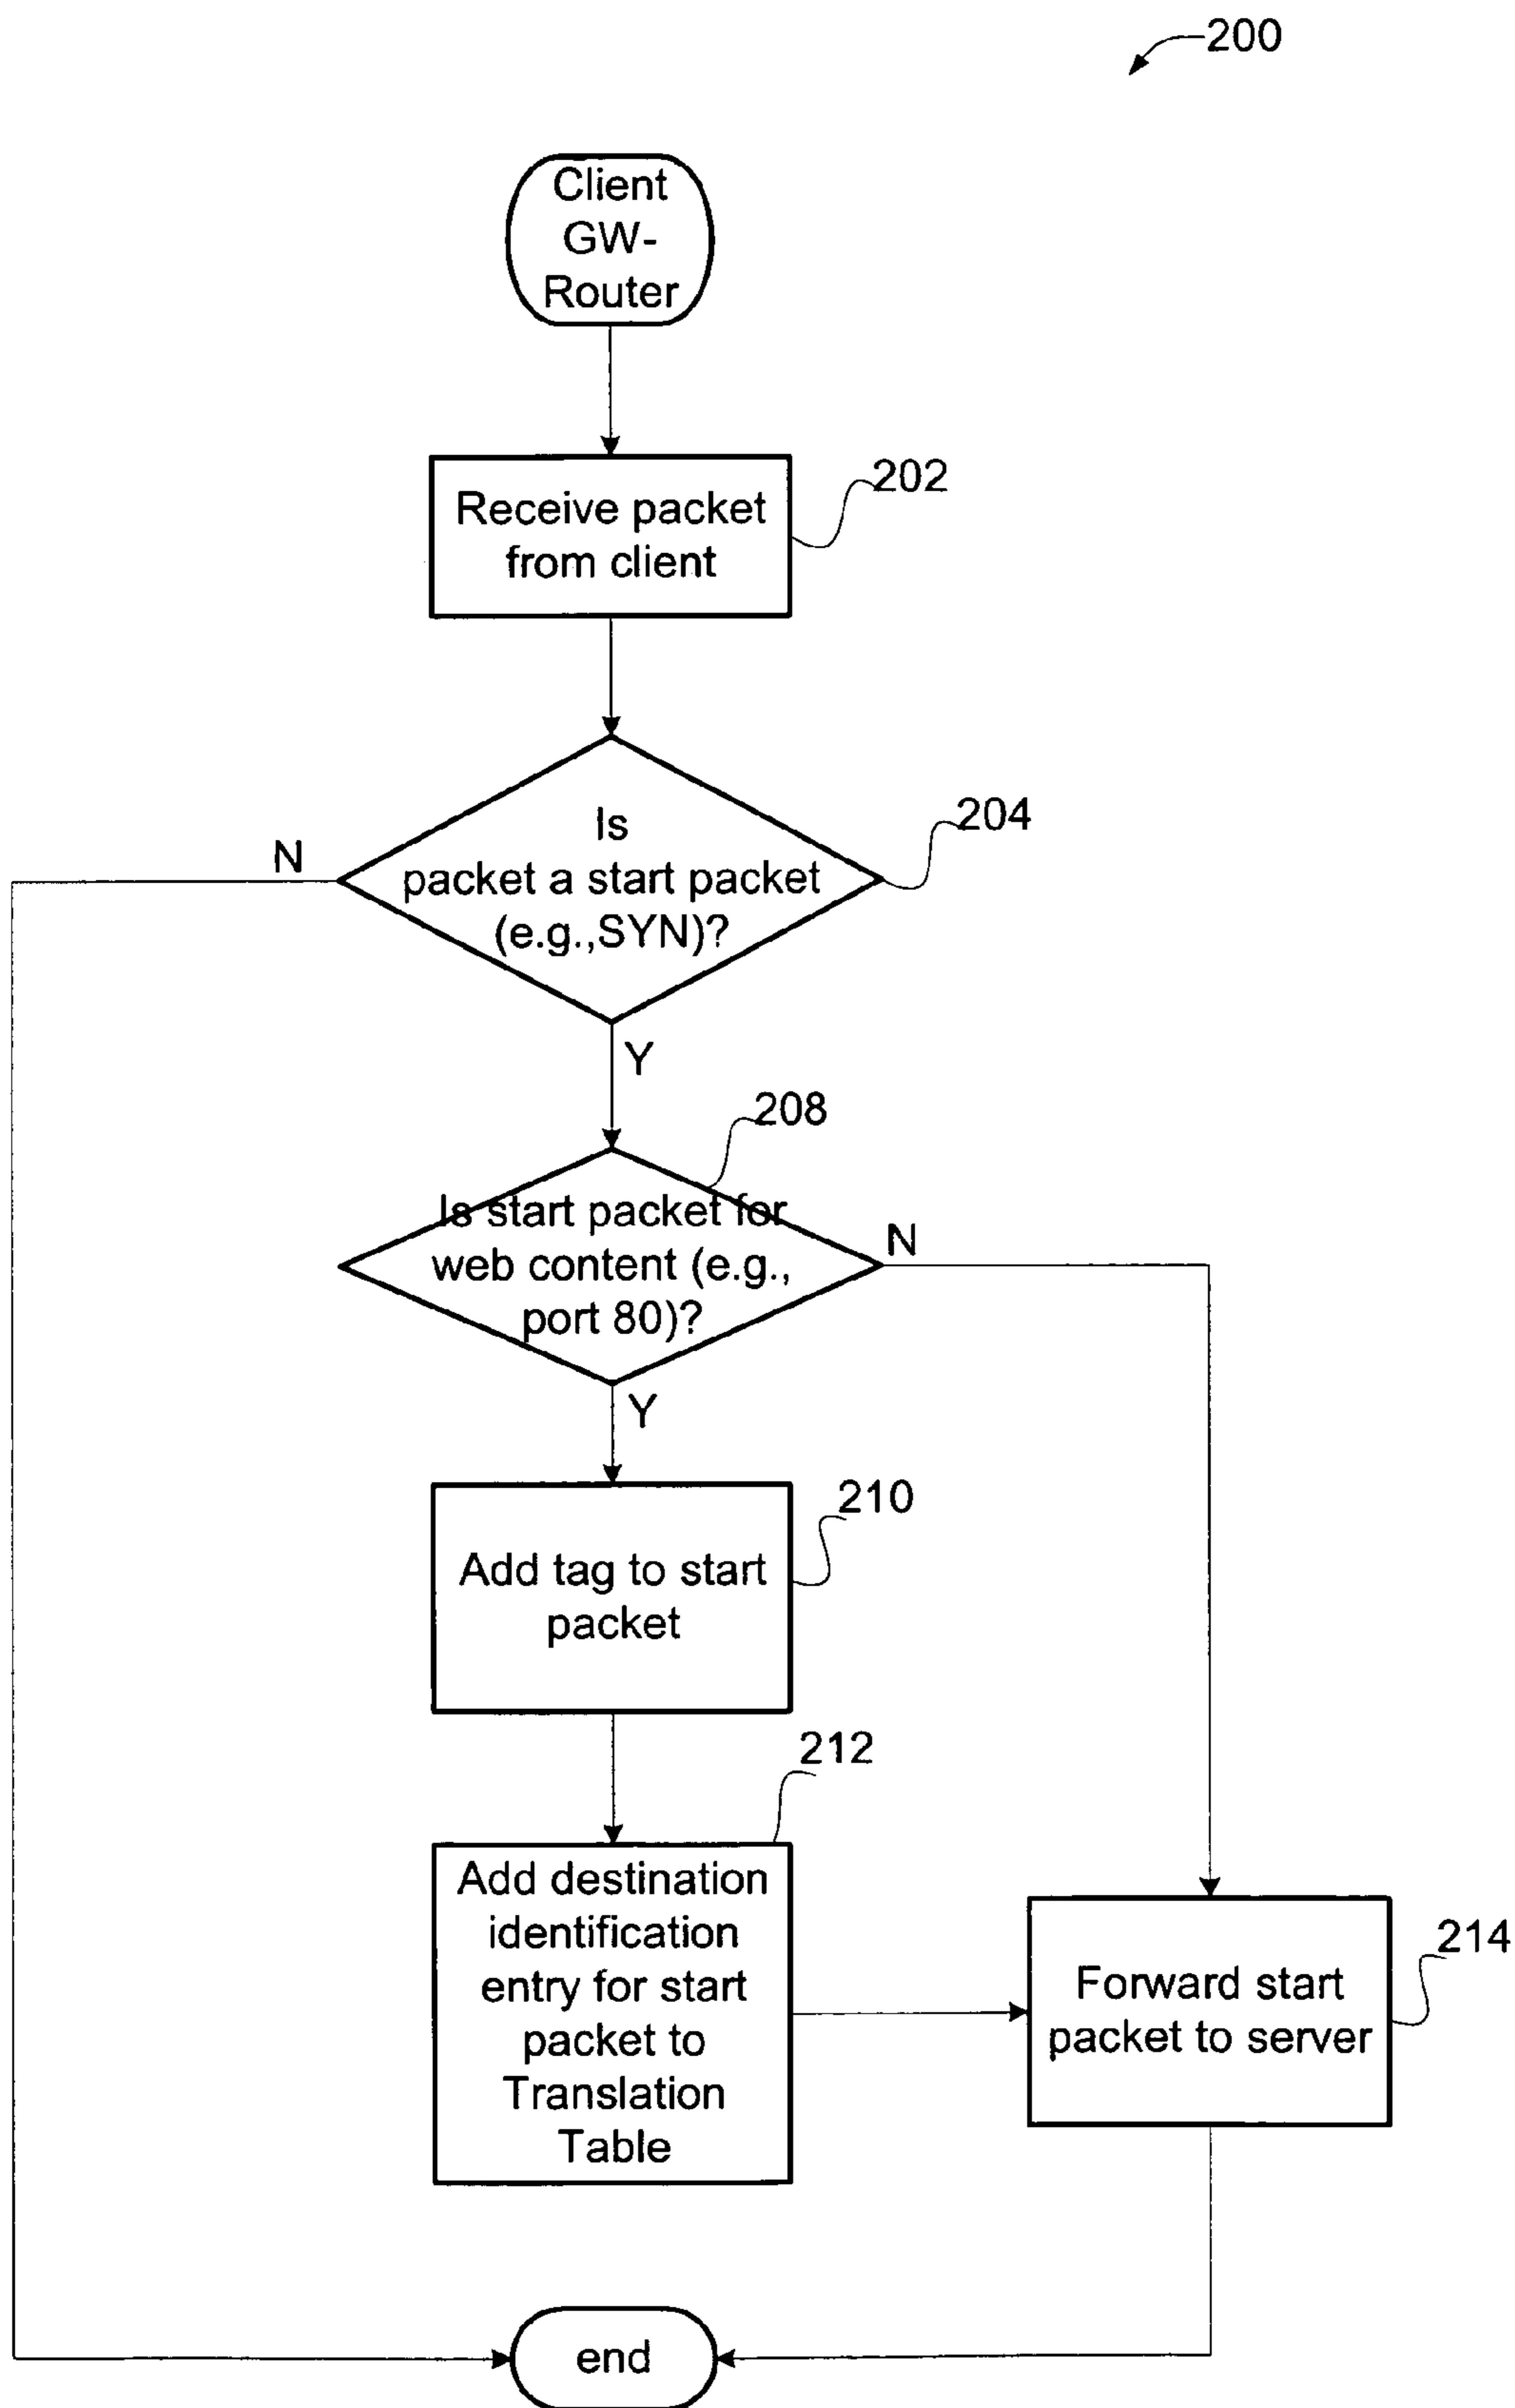 200
Client
GW-
Router
202
Receive packet
from client
204
Is
packet a start packet
(e.g.,SYN)?
N
Y
208
Is start packet for
web content (e.g.,
port 80)?
N
Y
210
Add tag to start
packet
212
Add destination
identification
entry for start
packet to
Translation
Table
214
Forward start
packet to server
end